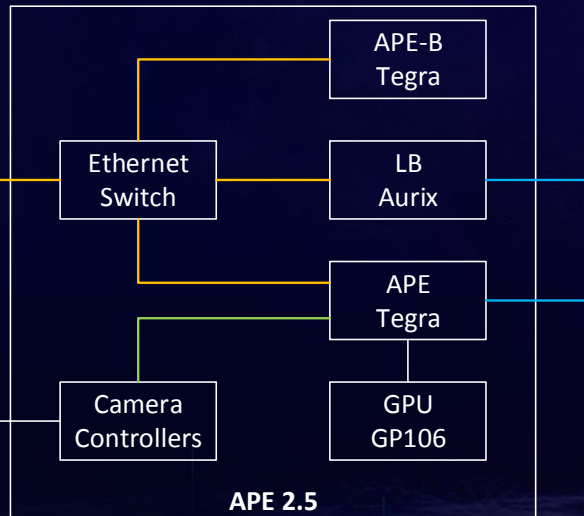 APE-B
Tegra
Ethernet
Switch
LB
Aurix
APE
Tegra
Camera
Controllers
GPU
GP106
APE 2.5